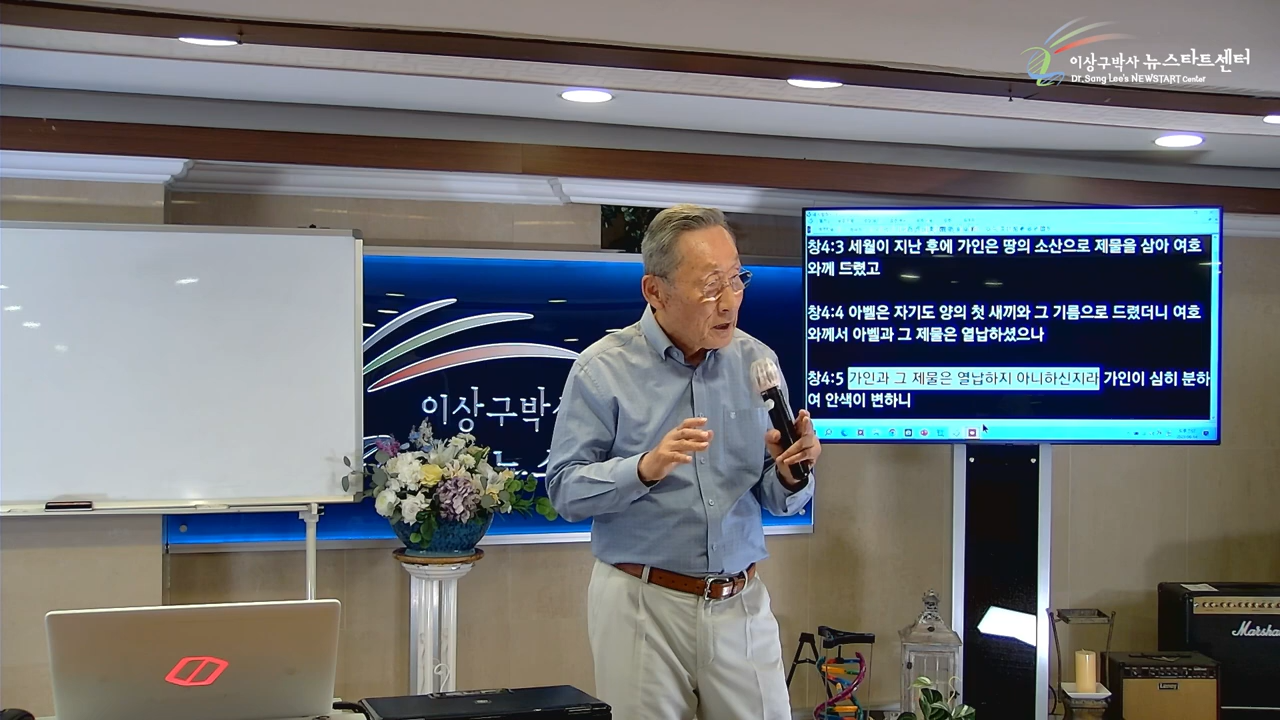 이상구박사 뉴스타트센터
Dr. Sang Lee's NEWSTART Center
창4:3 세월이 지난 후에 가인은 땅의 소산으로 제물을 삼아 여호
와께 드렸고
창4:4 아벨은 자기도 양의 첫 새끼와 그 기름으로 드렸더니 여호
와께서 아벨과 그 제물은 열납하셨으나
창4:5 가인과 그 제물은 열납하지 아니하신지라 가인이 심히 분하
여 안색이 변하니
이상구박
Marsha
Laney